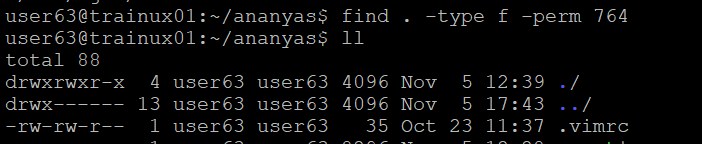 user63@trainux01:~/ananyas$ find . -type f -perm 764
user63@trainux01:~/ananyas$ ll
total 88
drwxrwxr-x  4 user63 user63 4096 Nov  5 12:39 ./
drwx------ 13 user63 user63 4096 Nov  5 17:43 ../
-rw-rw-r--  1 user63 user63   35 Oct 23 11:37 .vimrc